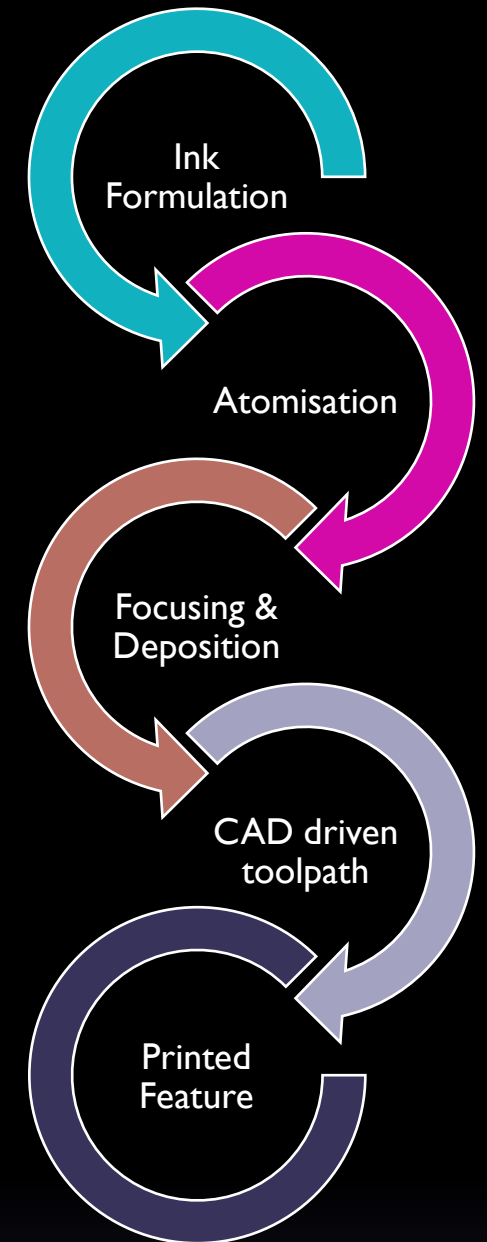 Ink
Formulation
Atomisation
Focusing &
Deposition
CAD driven
toolpath
Printed
Feature